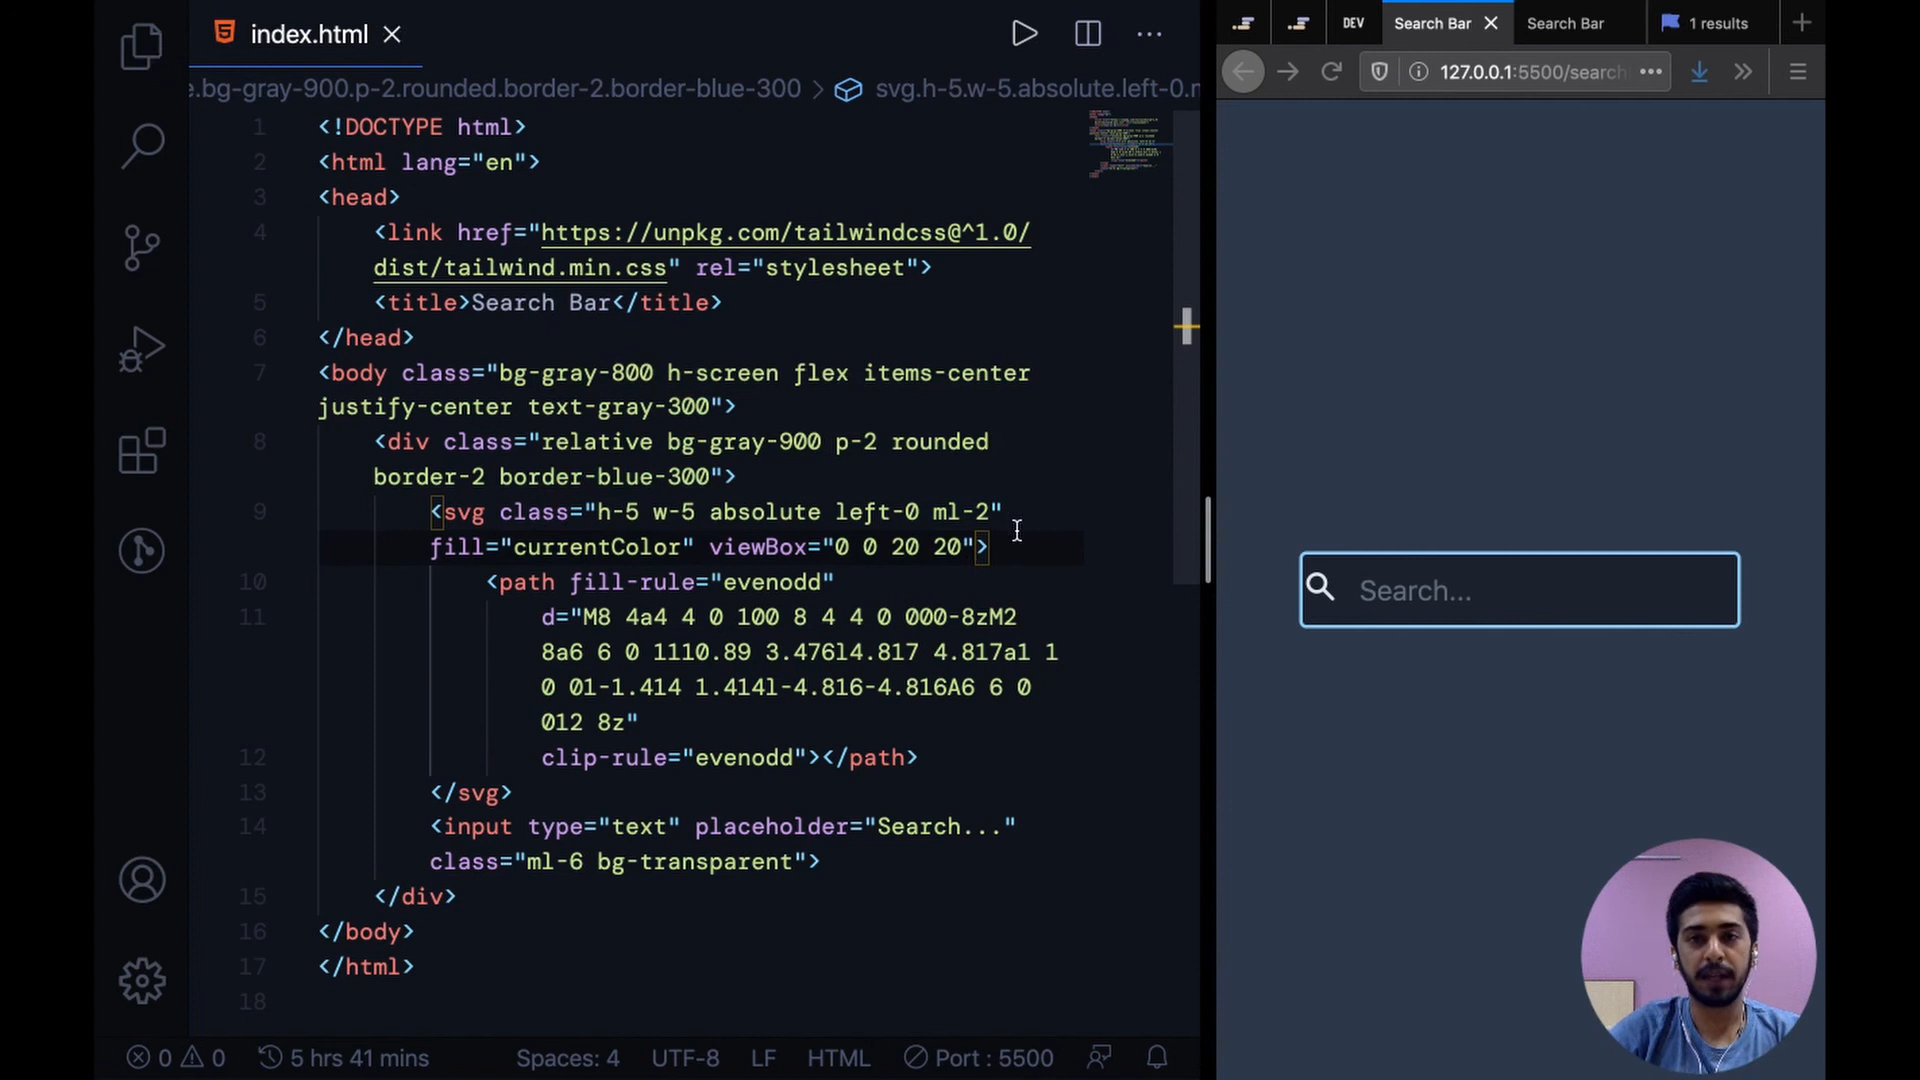 index.html
DEV
Search Bar
Search Bar
1 results
127.0.0.1:5500/search
e.bg-gray-900.p-2.rounded.border-2.border-blue-300 > svg.h-5.w-5.absolute.left-0.m
1 <!DOCTYPE html>
2 <html lang="en">
3 <head>
4 <link href="https://unpkg.com/tailwindcss@^1.0/
dist/tailwind.min.css" rel="stylesheet">
5 <title>Search Bar</title>
6 </head>
7 <body class="bg-gray-800 h-screen flex items-center
justify-center text-gray-300">
8 <div class="relative bg-gray-900 p-2 rounded
border-2 border-blue-300">
9 <svg class="h-5 w-5 absolute left-0 ml-2"
fill="currentColor" viewBox="0 0 20 20">
10 <path fill-rule="evenodd"
11 d="M8 4a4 4 0 100 8 4 4 0 000-8zM2
8a6 6 0 1110.89 3.476l4.817 4.817a1 1
0 01-1.414 1.414l-4.816-4.816A6 6 0
012 8z"
12 clip-rule="evenodd"></path>
13 </svg>
14 <input type="text" placeholder="Search..."
class="ml-6 bg-transparent">
15 </div>
16 </body>
17 </html>
18
Search...
0 0 5 hrs 41 mins Spaces: 4 UTF-8 LF HTML Port : 5500